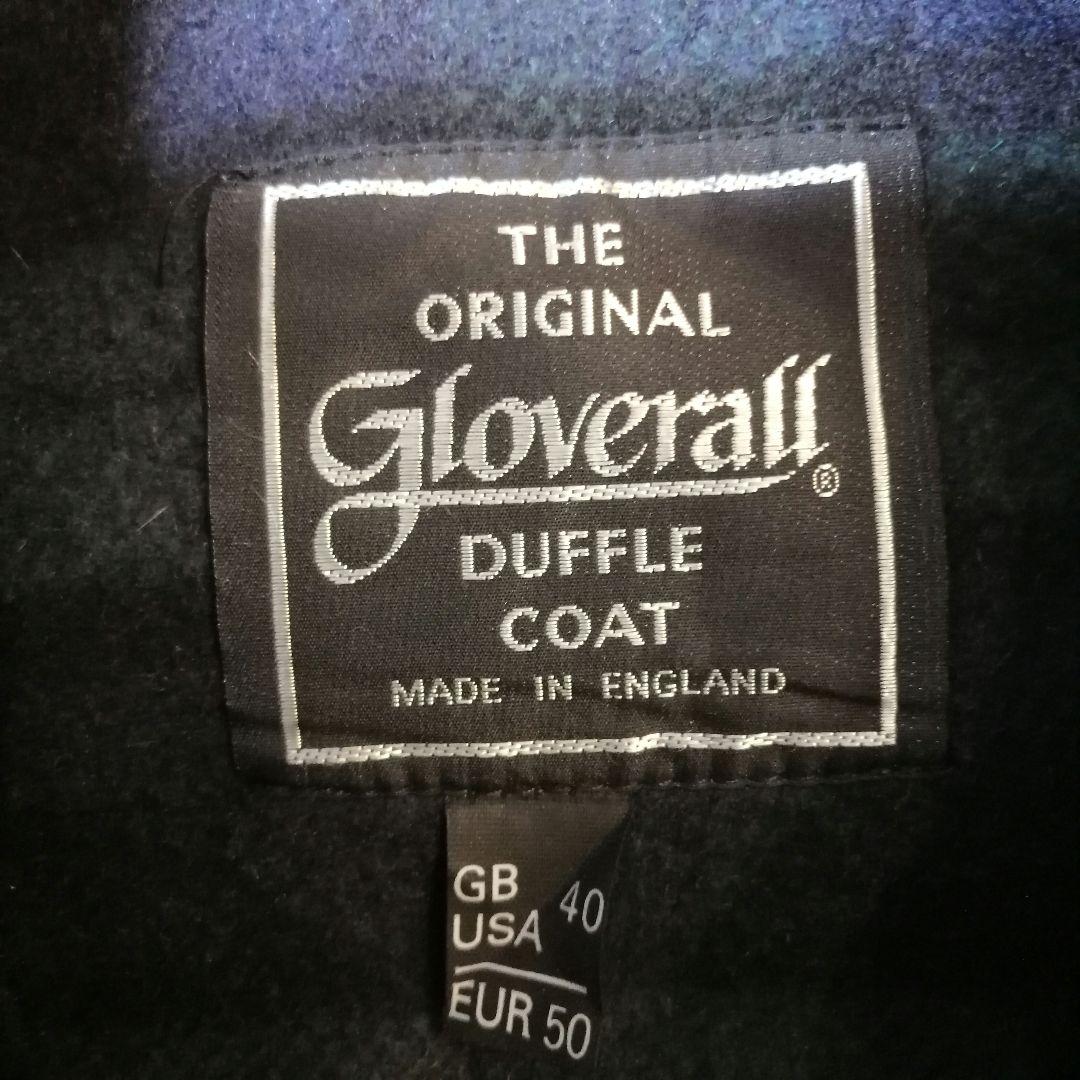 THE
ORIGINAL
Gloverall®
DUFFLE
COAT
MADE IN ENGLAND
GB
USA 40
EUR 50